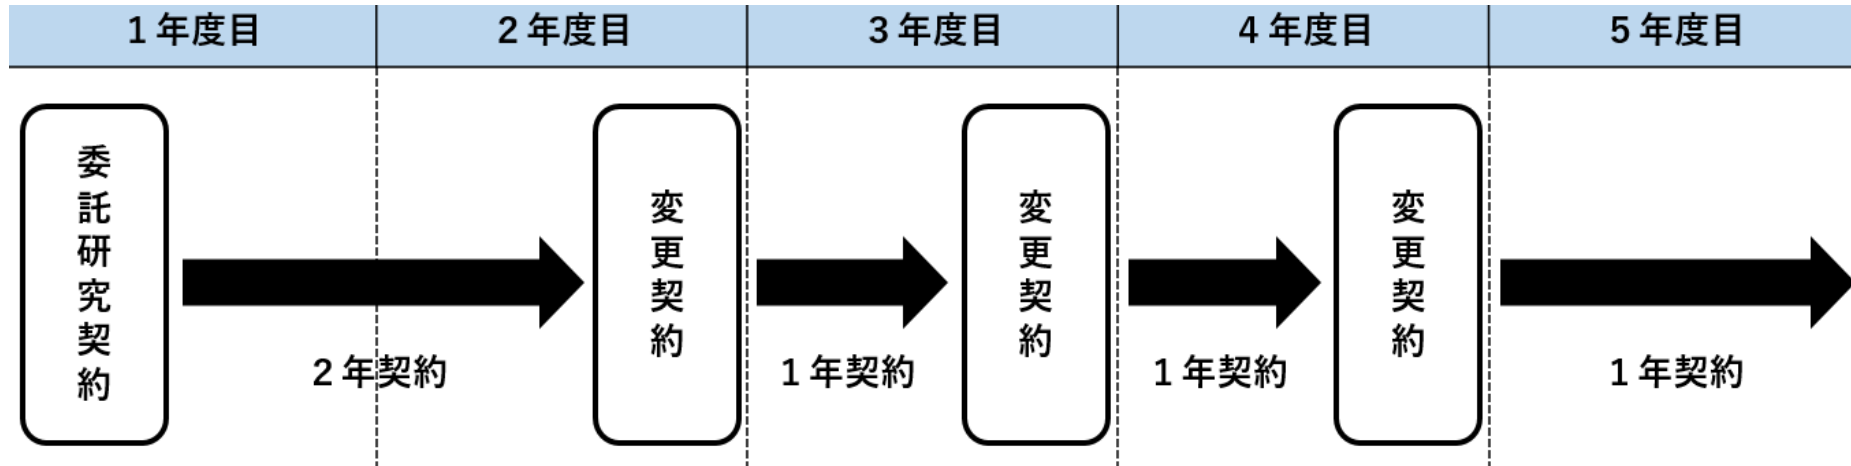 1年度目
2年度目
3年度目
4年度目
5年度目
委託研究契約
2年契約
変更契約
1年契約
変更契約
1年契約
変更契約
1年契約